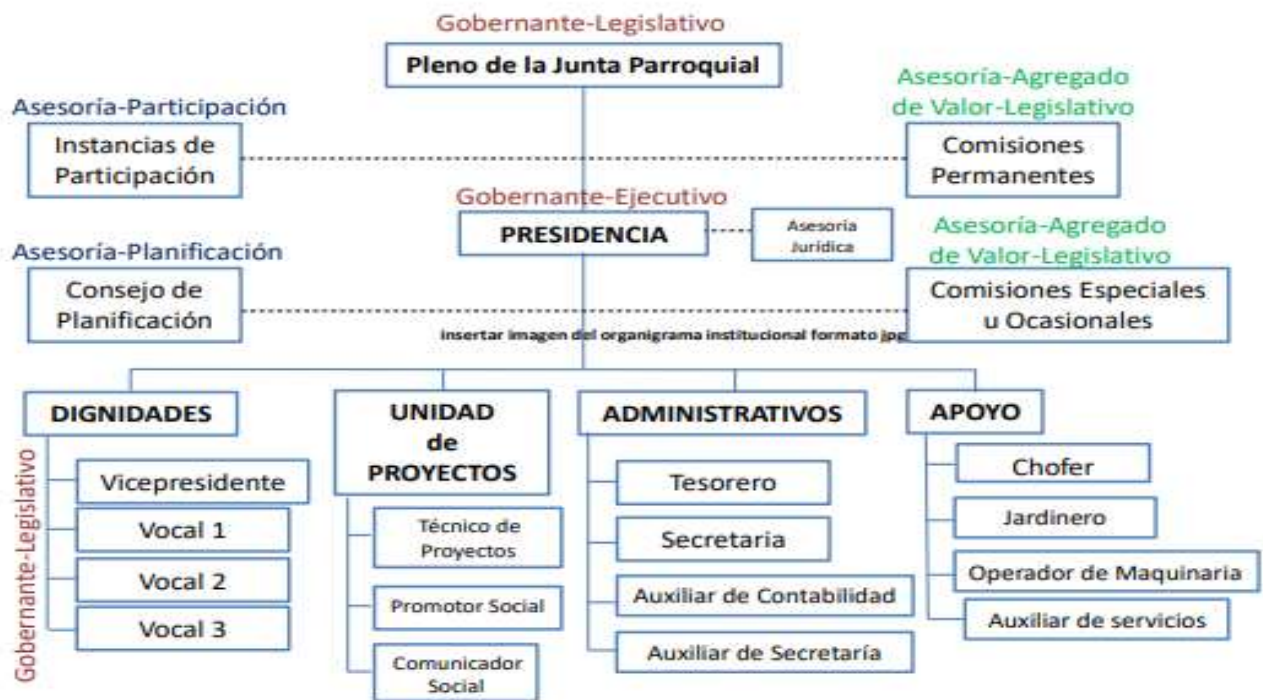 Gobernante-Legislativo
Pleno de la Junta Parroquial
Asesoría-Participación
Instancias de
Participación
Asesoría-Agregado
de Valor-Legislativo
Comisiones
Permanentes
Gobernante-Ejecutivo
PRESIDENCIA
Asesoría
Jurídica
Asesoría-Planificación
Consejo de
Planificación
Asesoría-Agregado
de Valor-Legislativo
Comisiones Especiales
u Ocasionales
Insertar imagen del organigrama institucional formato jpg
Gobernante-Legislativo
DIGNIDADES
Vicepresidente
Vocal 1
Vocal 2
Vocal 3
UNIDAD
de
PROYECTOS
Técnico de
Proyectos
Promotor Social
Comunicador
Social
ADMINISTRATIVOS
Tesorero
Secretaria
Auxiliar de Contabilidad
Auxiliar de Secretaría
APOYO
Chofer
Jardinero
Operador de Maquinaria
Auxiliar de servicios